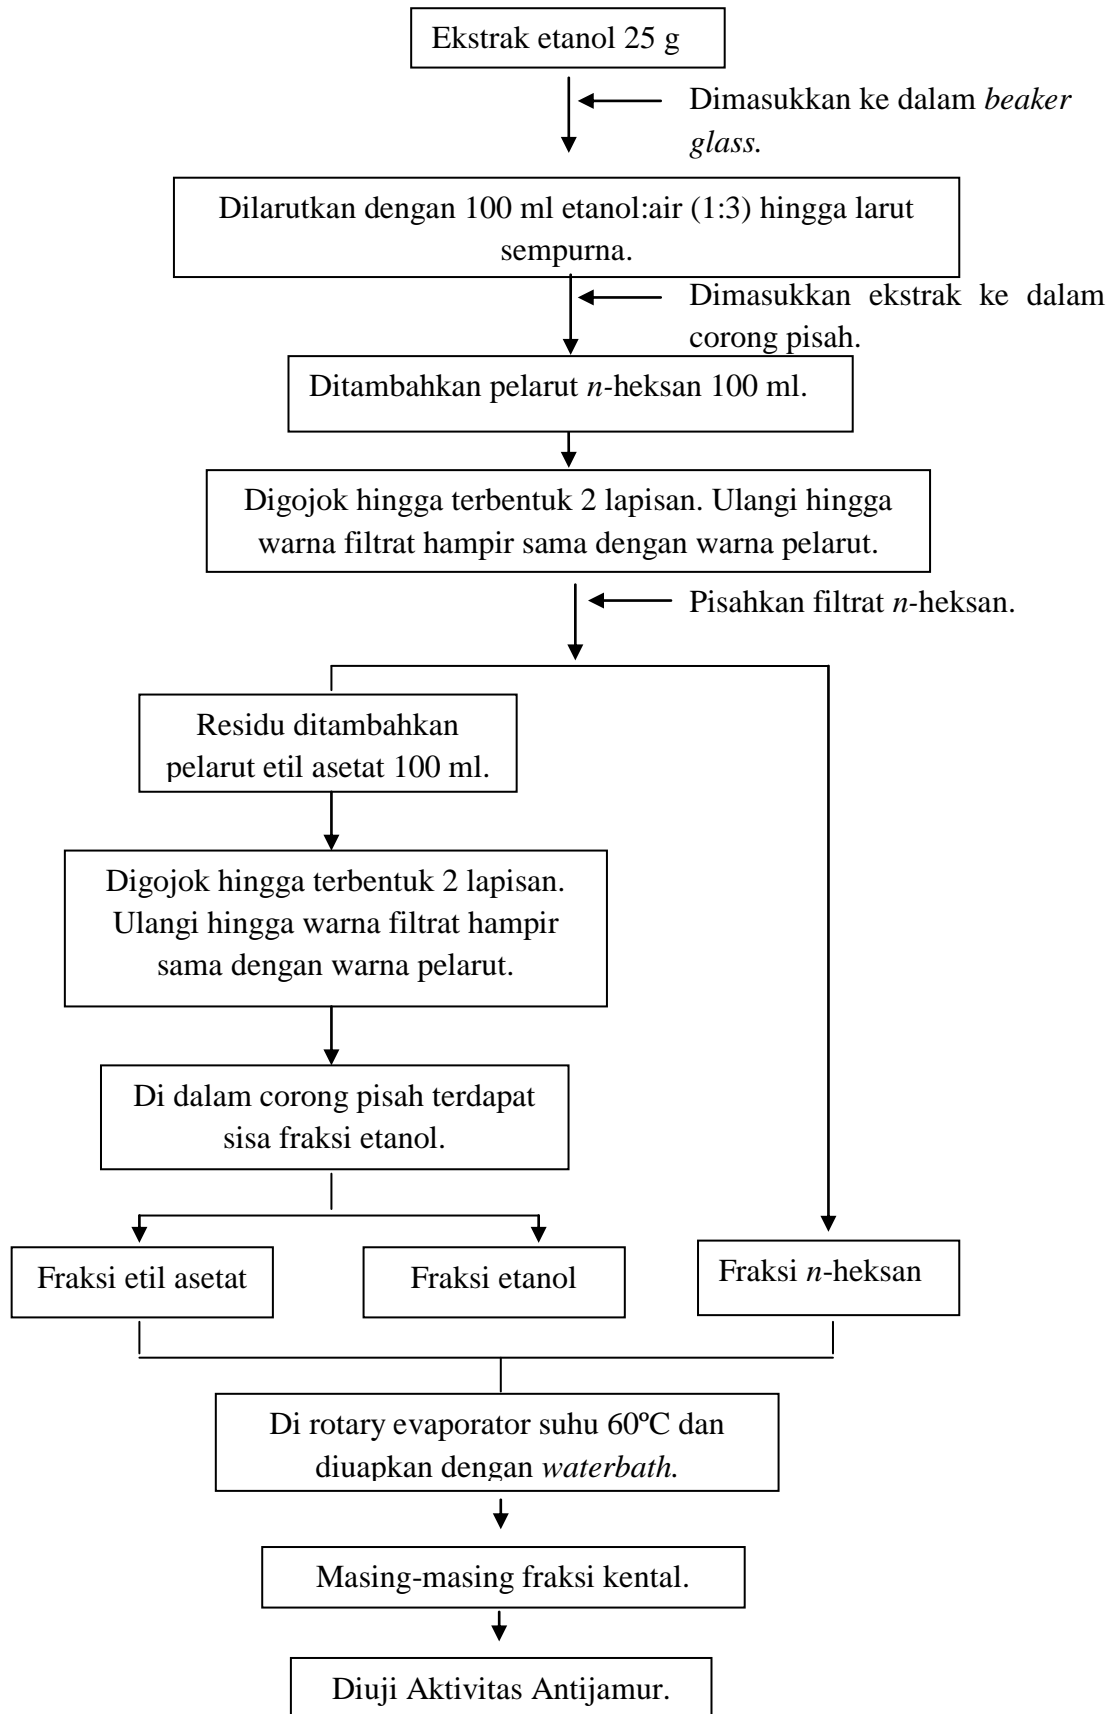 Ekstrak etanol 25 g
Dimasukkan ke dalam beaker
glass.
Dilarutkan dengan 100 ml etanol:air (1:3) hingga larut
sempurna.
Dimasukkan ekstrak ke dalam
corong pisah.
Ditambahkan pelarut n-heksan 100 ml.
Digojok hingga terbentuk 2 lapisan. Ulangi hingga
warna filtrat hampir sama dengan warna pelarut.
Pisahkan filtrat n-heksan.
Residu ditambahkan
pelarut etil asetat 100 ml.
Digojok hingga terbentuk 2 lapisan.
Ulangi hingga warna filtrat hampir
sama dengan warna pelarut.
Di dalam corong pisah terdapat
sisa fraksi etanol.
Fraksi etil asetat
Fraksi etanol
Fraksi n-heksan
Di rotary evaporator suhu 60ºC dan
diuapkan dengan waterbath.
Masing-masing fraksi kental.
Diuji Aktivitas Antijamur.